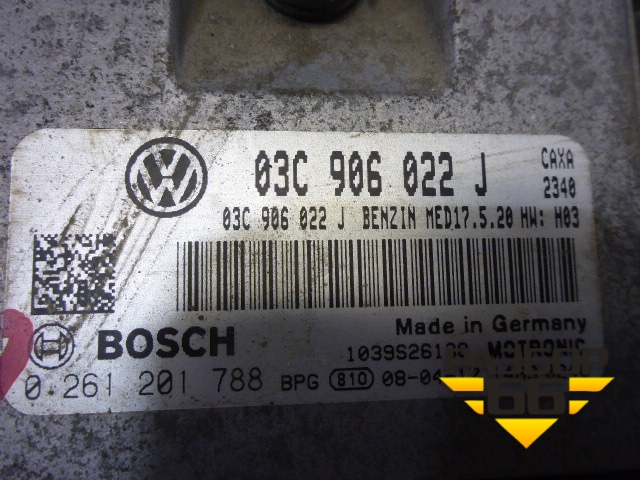 03C 906 022 J CAXA
2340
03C 906 022 J BENZIN MED17.5.20 HW: H03
BOSCH
Made in Germany
MOTRONIC
0 261 201 788 BPG 810